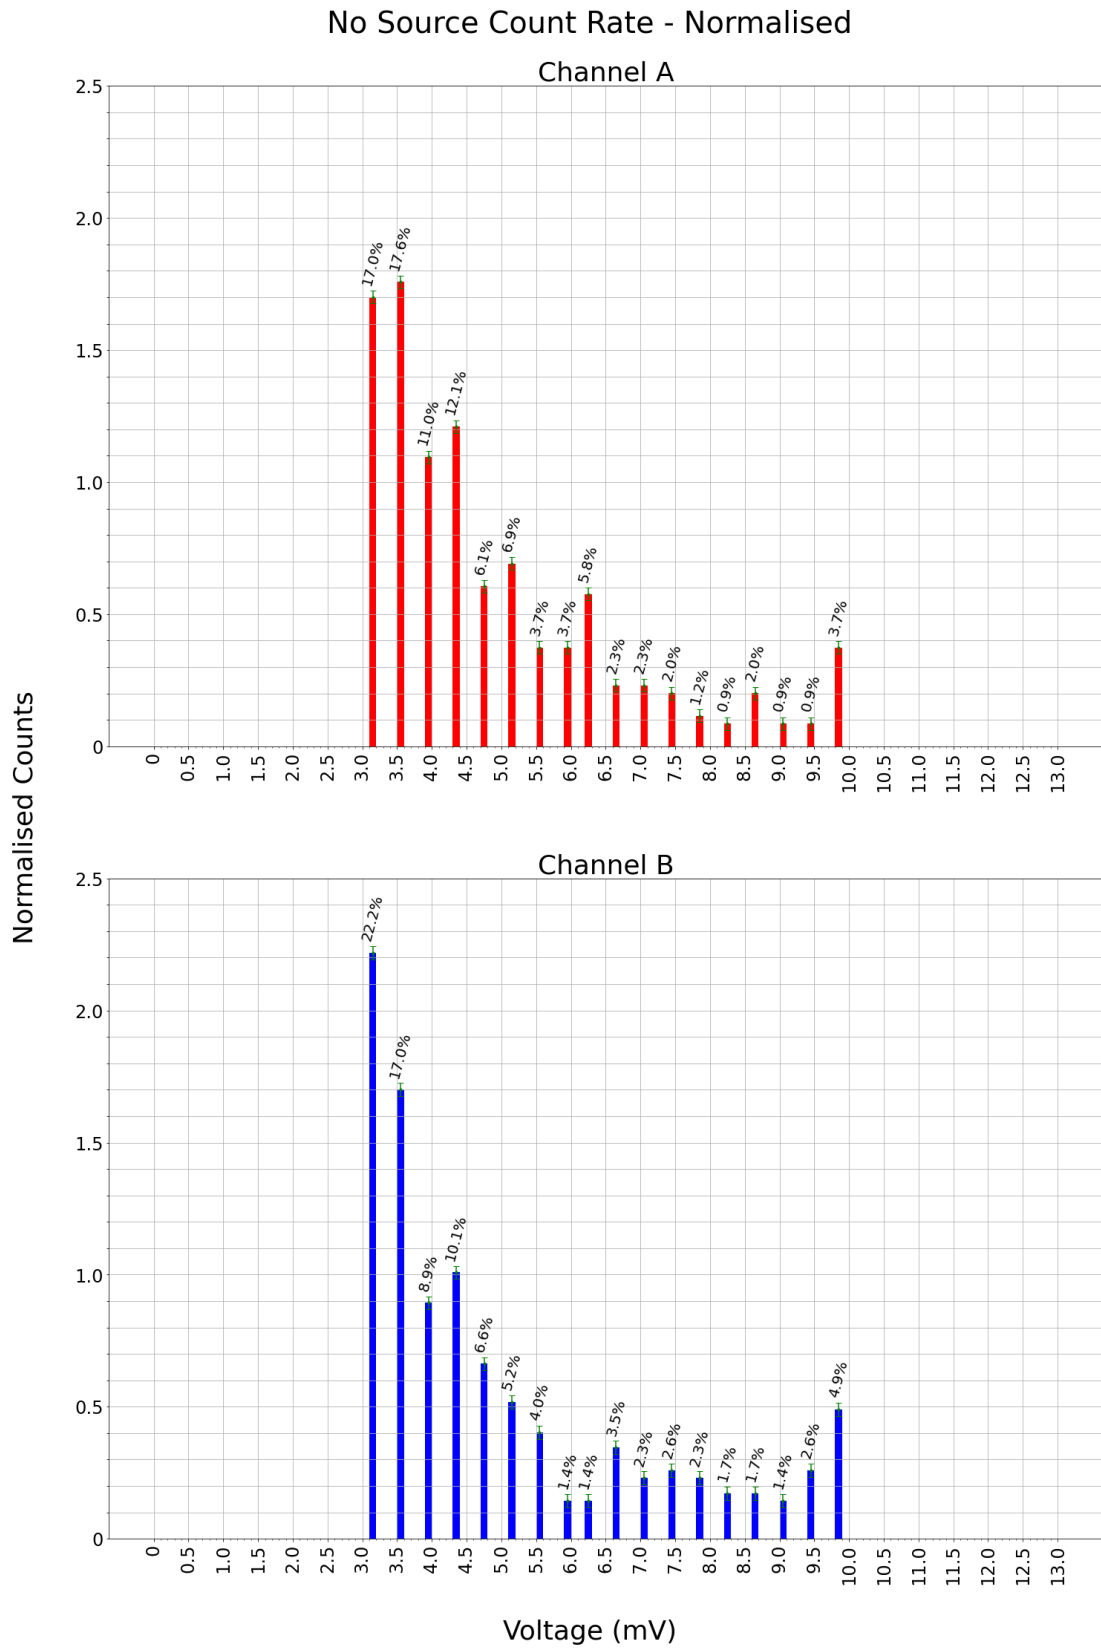 No Source Count Rate - Normalised
Channel A
2.5
2.0
1.5
1.0
0.5
0
17.0% 17.6% 11.0% 12.1% 6.1% 6.9% 3.7% 3.7% 5.8% 2.3% 2.3% 2.0% 1.2% 0.9% 2.0% 0.9% 0.9% 3.7%
0 0.5 1.0 1.5 2.0 2.5 3.0 3.5 4.0 4.5 5.0 5.5 6.0 6.5 7.0 7.5 8.0 8.5 9.0 9.5 10.0 10.5 11.0 11.5 12.0 12.5 13.0
Normalised Counts
Channel B
2.5
2.0
1.5
1.0
0.5
0
22.2% 17.0% 8.9% 10.1% 6.6% 5.2% 4.0% 1.4% 1.4% 3.5% 2.3% 2.6% 2.3% 1.7% 1.7% 1.4% 2.6% 4.9%
0 0.5 1.0 1.5 2.0 2.5 3.0 3.5 4.0 4.5 5.0 5.5 6.0 6.5 7.0 7.5 8.0 8.5 9.0 9.5 10.0 10.5 11.0 11.5 12.0 12.5 13.0
Voltage (mV)